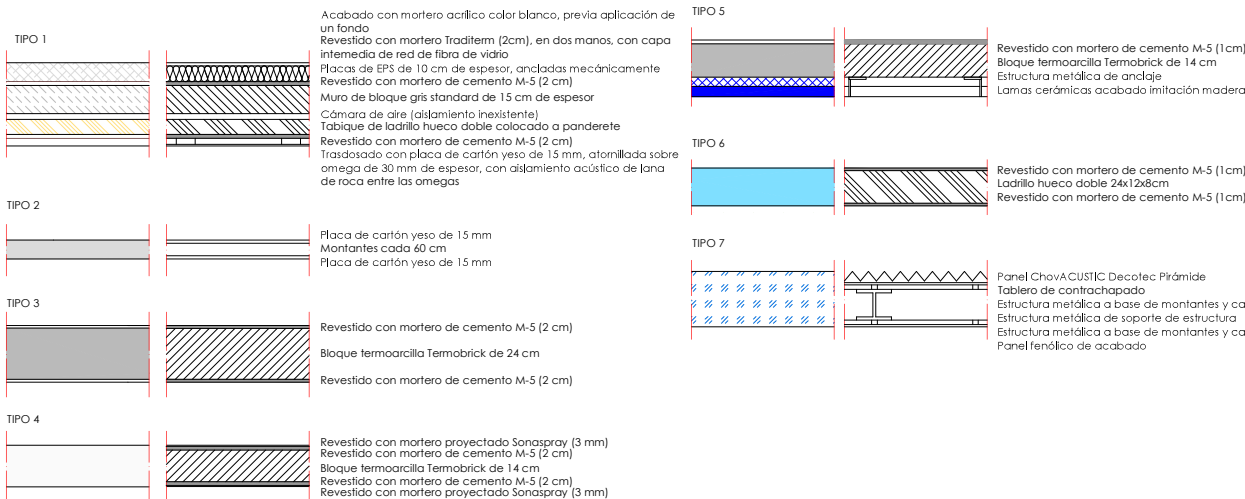 TIPO 1
Acabado con mortero acrílico color blanco, previa aplicación de
un fondo
Revestido con mortero Traditerm (2cm), en dos manos, con capa
intemedia de red de fibra de vidrio
Placas de EPS de 10 cm de espesor, ancladas mecánicamente
Revestido con mortero de cemento M-5 (2 cm)
Muro de bloque gris standard de 15 cm de espesor
Cámara de aire (aislamiento inexistente)
Tabique de ladrillo hueco doble colocado a panderete
Revestido con mortero de cemento M-5 (2 cm)
Trasdosado con placa de cartón yeso de 15 mm, atornillada sobre
omega de 30 mm de espesor, con aislamiento acústico de lana
de roca entre las omegas
TIPO 2
Placa de cartón yeso de 15 mm
Montantes cada 60 cm
Placa de cartón yeso de 15 mm
TIPO 3
Revestido con mortero de cemento M-5 (2 cm)
Bloque termoarcilla Termobrick de 24 cm
Revestido con mortero de cemento M-5 (2 cm)
TIPO 4
Revestido con mortero proyectado Sonaspray (3 mm)
Revestido con mortero de cemento M-5 (2 cm)
Bloque termoarcilla Termobrick de 14 cm
Revestido con mortero de cemento M-5 (2 cm)
Revestido con mortero proyectado Sonaspray (3 mm)
TIPO 5
Revestido con mortero de cemento M-5 (1cm)
Bloque termoarcilla Termobrick de 14 cm
Estructura metálica de anclaje
Lamas cerámicas acabado imitación madera
TIPO 6
Revestido con mortero de cemento M-5 (1cm)
Ladrillo hueco doble 24x12x8cm
Revestido con mortero de cemento M-5 (1cm)
TIPO 7
Panel ChovACUSTIC Decotec Pirámide
Tablero de contrachapado
Estructura metálica a base de montantes y ca
Estructura metálica de soporte de estructura
Estructura metálica a base de montantes y ca
Panel fenólico de acabado